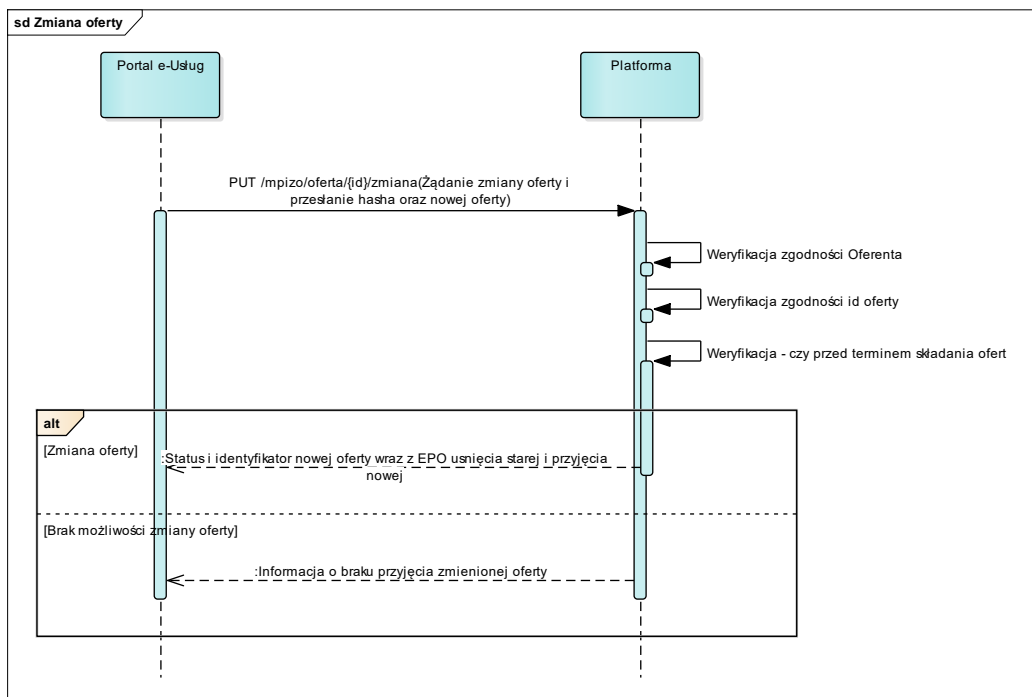 sd Zmiana oferty
Portal e-Usług
Platforma
PUT /mpizo/oferta/{id}/zmiana(Żądanie zmiany oferty i
przesłanie hasha oraz nowej oferty)
Weryfikacja zgodności Oferenta
Weryfikacja zgodności id oferty
Weryfikacja - czy przed terminem składania ofert
alt
[Zmiana oferty]
:Status i identyfikator nowej oferty wraz z EPO usnięcia starej i przyjęcia
nowej
[Brak możliwości zmiany oferty]
:Informacja o braku przyjęcia zmienionej oferty